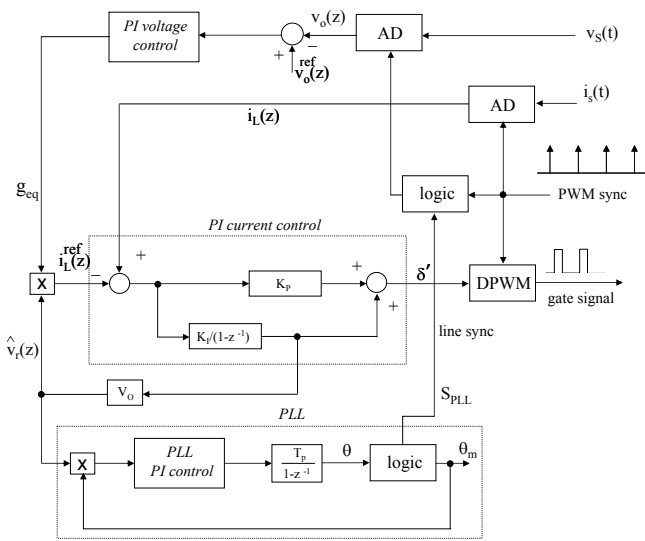 PI voltage
control
v_o(z)
+
−
v_o^ref(z)
AD
v_S(t)
AD
i_s(t)
i_L(z)
g_eq
logic
PWM sync
PI current control
i_L^ref(z)
−
+
X
K_P
+
+
δ′
DPWM
gate signal
K_I/(1-z^-1)
line sync
v̂_r(z)
V_O
S_PLL
PLL
X
PLL
PI control
T_p
1-z^-1
θ
logic
θ_m